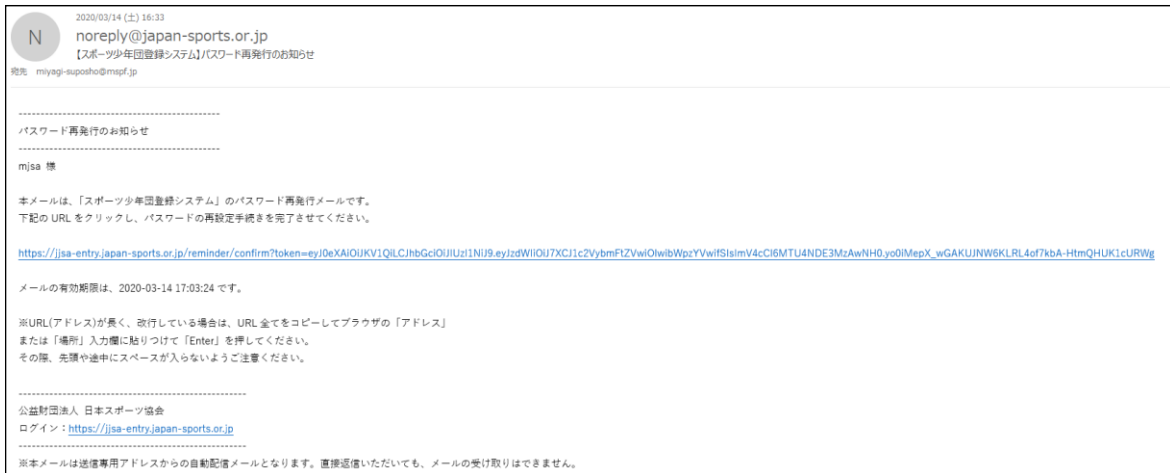 2020/03/14 (土) 16:33
N
noreply@japan-sports.or.jp
【スポーツ少年団登録システム】パスワード再発行のお知らせ
宛先 miyagi-suposho@mspf.jp
----------------------------------------------
パスワード再発行のお知らせ
----------------------------------------------
mjsa 様
本メールは、「スポーツ少年団登録システム」のパスワード再発行メールです。
下記の URL をクリックし、パスワードの再設定手続きを完了させてください。
https://jjsa-entry.japan-sports.or.jp/reminder/confirm?token=eyJ0eXAiOiJKV1QiLCJhbGciOiJIUzI1NiJ9.eyJzdWIiOiJ7XCJ1c2VybmFtZVwiOlwibWpzYVwifSIsImV4cCI6MTU4NDE3MzAwNH0.yo0iMepX_wGAKUJNW6KLRL4of7kbA-HtmQHUK1cURWg
メールの有効期限は、2020-03-14 17:03:24 です。
※URL(アドレス)が長く、改行している場合は、URL 全てをコピーしてブラウザの「アドレス」
または「場所」入力欄に貼りつけて「Enter」を押してください。
その際、先頭や途中にスペースが入らないようご注意ください。
----------------------------------------------------
公益財団法人 日本スポーツ協会
ログイン：https://jjsa-entry.japan-sports.or.jp
----------------------------------------------------
※本メールは送信専用アドレスからの自動配信メールとなります。直接返信いただいても、メールの受け取りはできません。